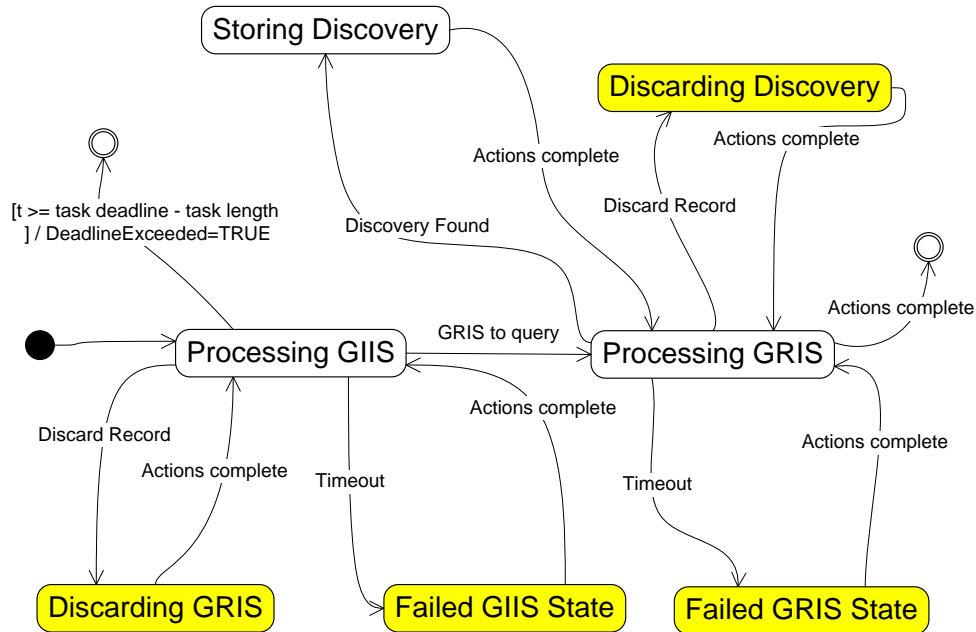 Storing Discovery
Discarding Discovery
Actions complete
Actions complete
[t >= task deadline - task length
] / DeadlineExceeded=TRUE
Discard Record
Discovery Found
Actions complete
GRIS to query
Processing GIIS
Processing GRIS
Actions complete
Discard Record
Actions complete
Actions complete
Timeout
Timeout
Discarding GRIS
Failed GIIS State
Failed GRIS State